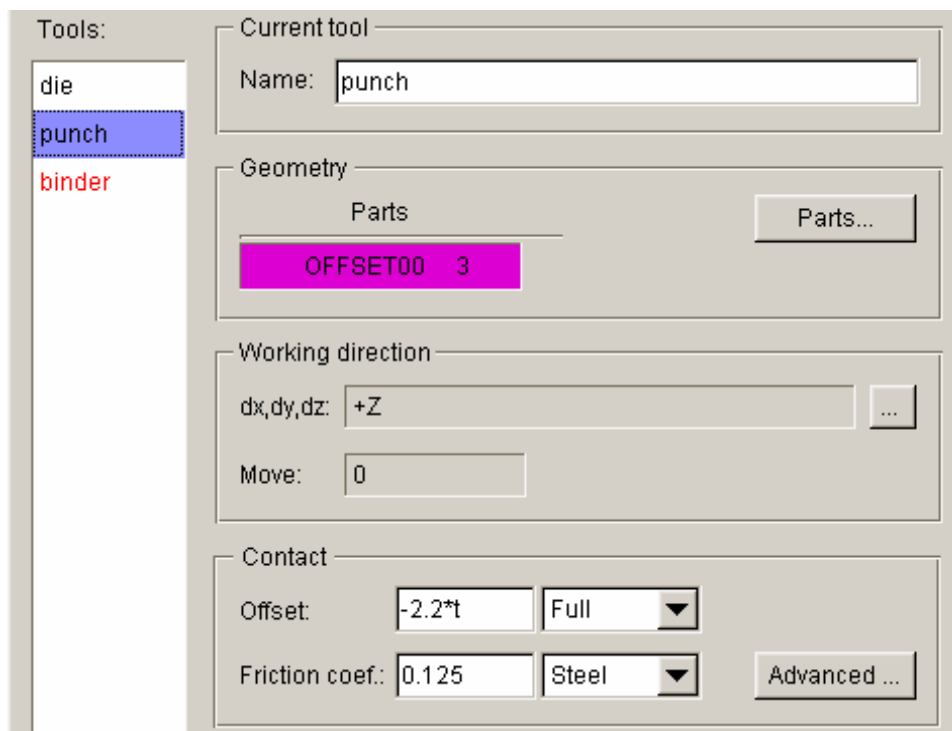 Tools:
die
punch
binder
Current tool
Name: punch
Geometry
Parts
Parts...
OFFSET00 3
Working direction
dx,dy,dz: +Z ...
Move: 0
Contact
Offset: -2.2*t Full
Friction coef.: 0.125 Steel Advanced ...